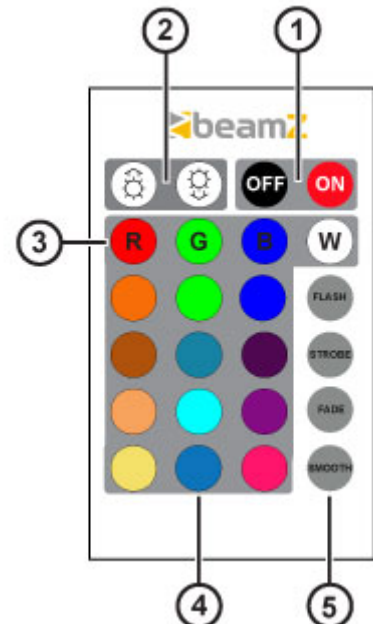 2
1
beamZ
OFF ON
3
R G B W
FLASH
STROBE
FADE
SMOOTH
4
5